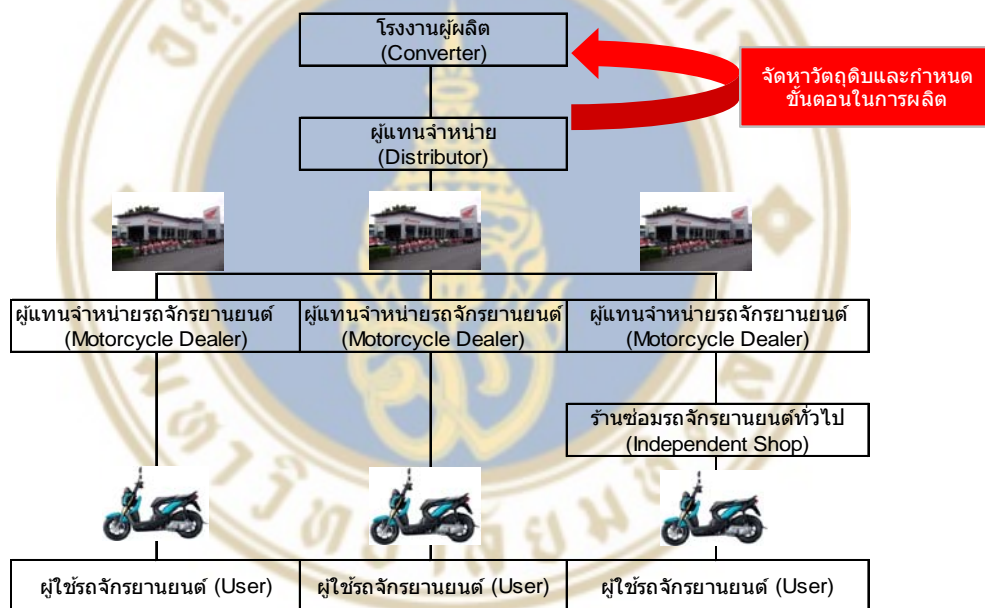 โรงงานผู้ผลิต
(Converter)
จัดหาวัตถุดิบและกำหนด
ขั้นตอนในการผลิต
ผู้แทนจำหน่าย
(Distributor)
ผู้แทนจำหน่ายรถจักรยานยนต์
(Motorcycle Dealer)
ผู้แทนจำหน่ายรถจักรยานยนต์
(Motorcycle Dealer)
ผู้แทนจำหน่ายรถจักรยานยนต์
(Motorcycle Dealer)
ร้านซ่อมรถจักรยานยนต์ทั่วไป
(Independent Shop)
ผู้ใช้รถจักรยานยนต์ (User)
ผู้ใช้รถจักรยานยนต์ (User)
ผู้ใช้รถจักรยานยนต์ (User)